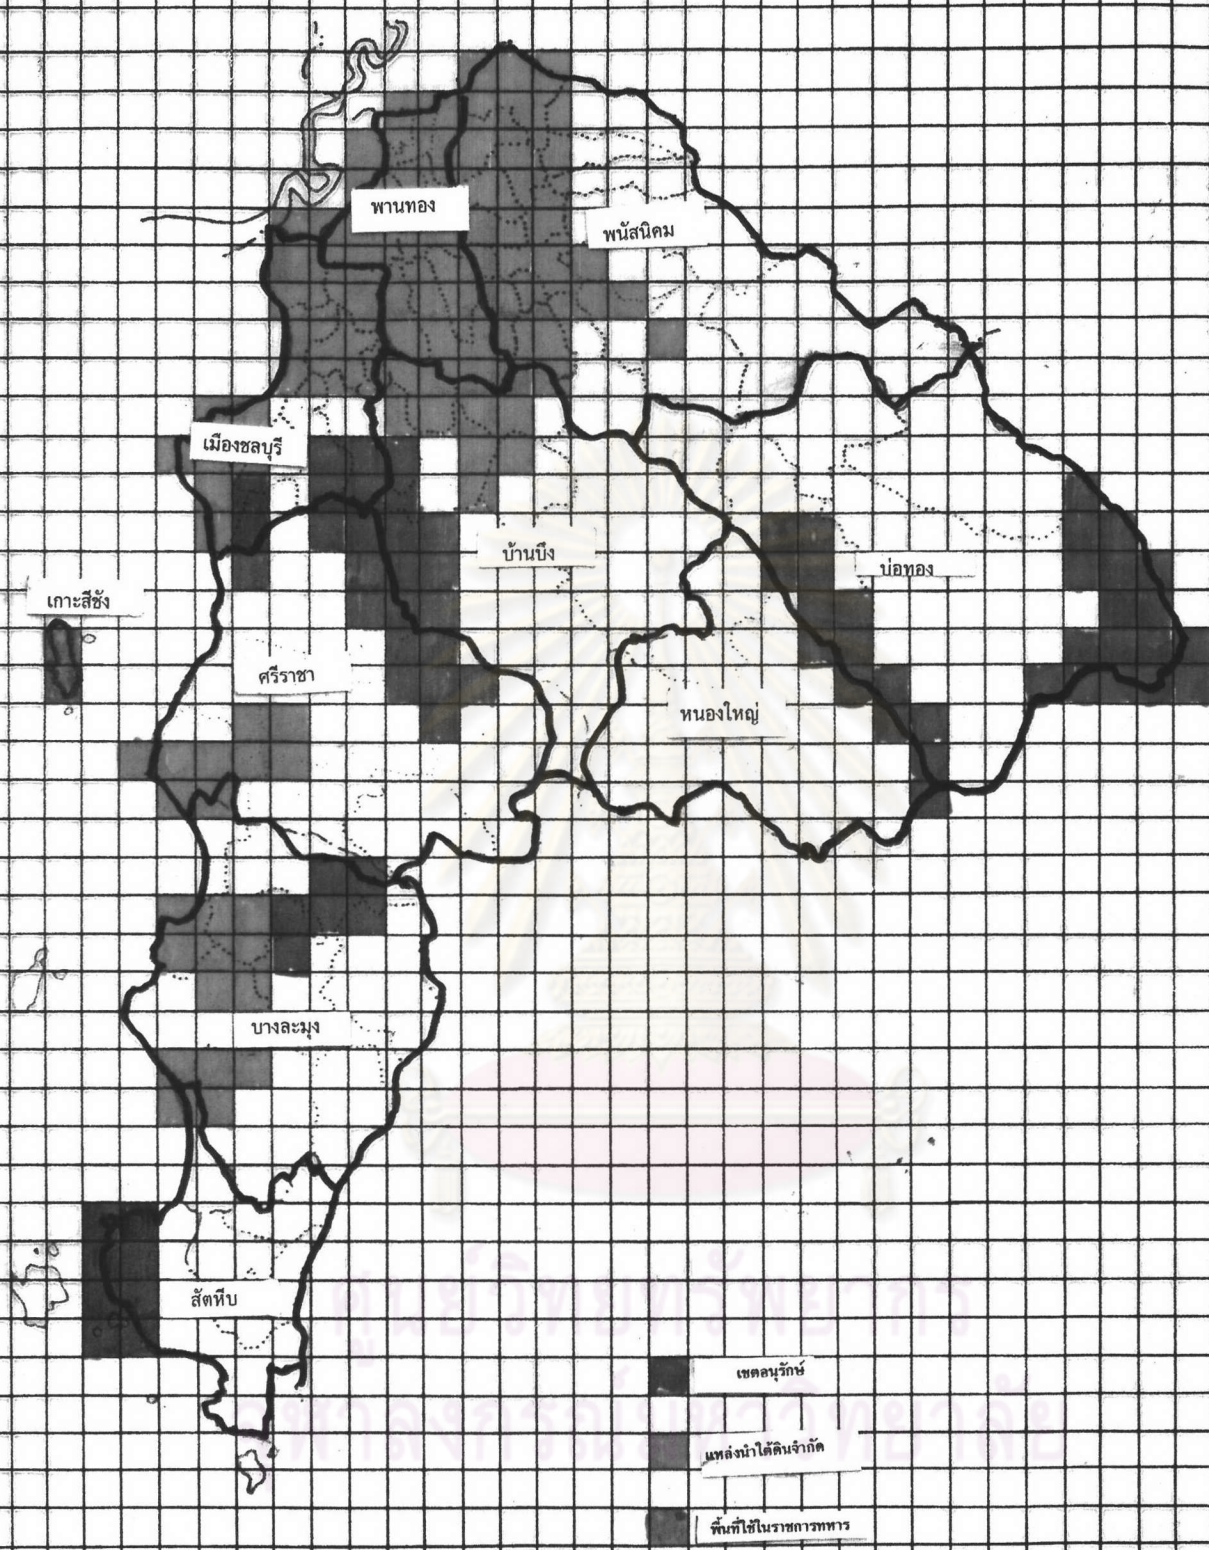 พานทอง
พนัสนิคม
เมืองชลบุรี
บ้านบึง
บ่อทอง
เกาะสีชัง
ศรีราชา
หนองใหญ่
บางละมุง
สัตหีบ
ศูนย์วิทยทรัพยากร
จุฬาลงกรณ์มหาวิทยาลัย
เขตอนุรักษ์
แหล่งน้ำใต้ดินจำกัด
พื้นที่ใช้ในราชการทหาร